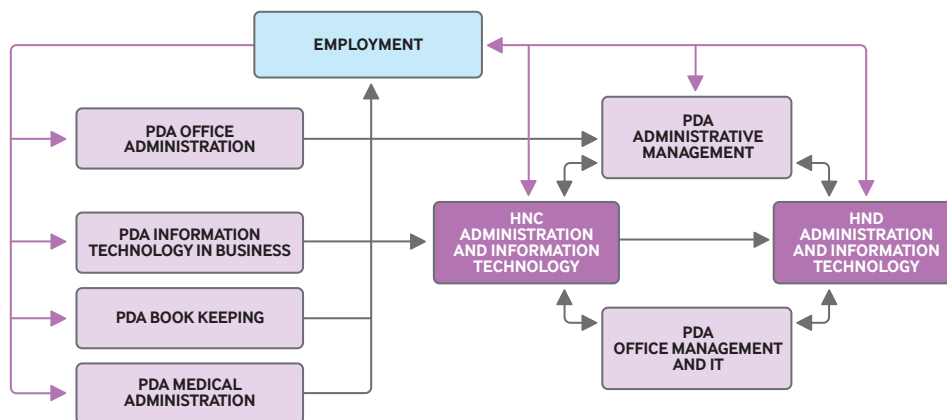 EMPLOYMENT
PDA OFFICE
ADMINISTRATION
PDA
ADMINISTRATIVE
MANAGEMENT
PDA INFORMATION
TECHNOLOGY IN BUSINESS
HNC
ADMINISTRATION
AND INFORMATION
TECHNOLOGY
HND
ADMINISTRATION
AND INFORMATION
TECHNOLOGY
PDA BOOK KEEPING
PDA
OFFICE MANAGEMENT
AND IT
PDA MEDICAL
ADMINISTRATION